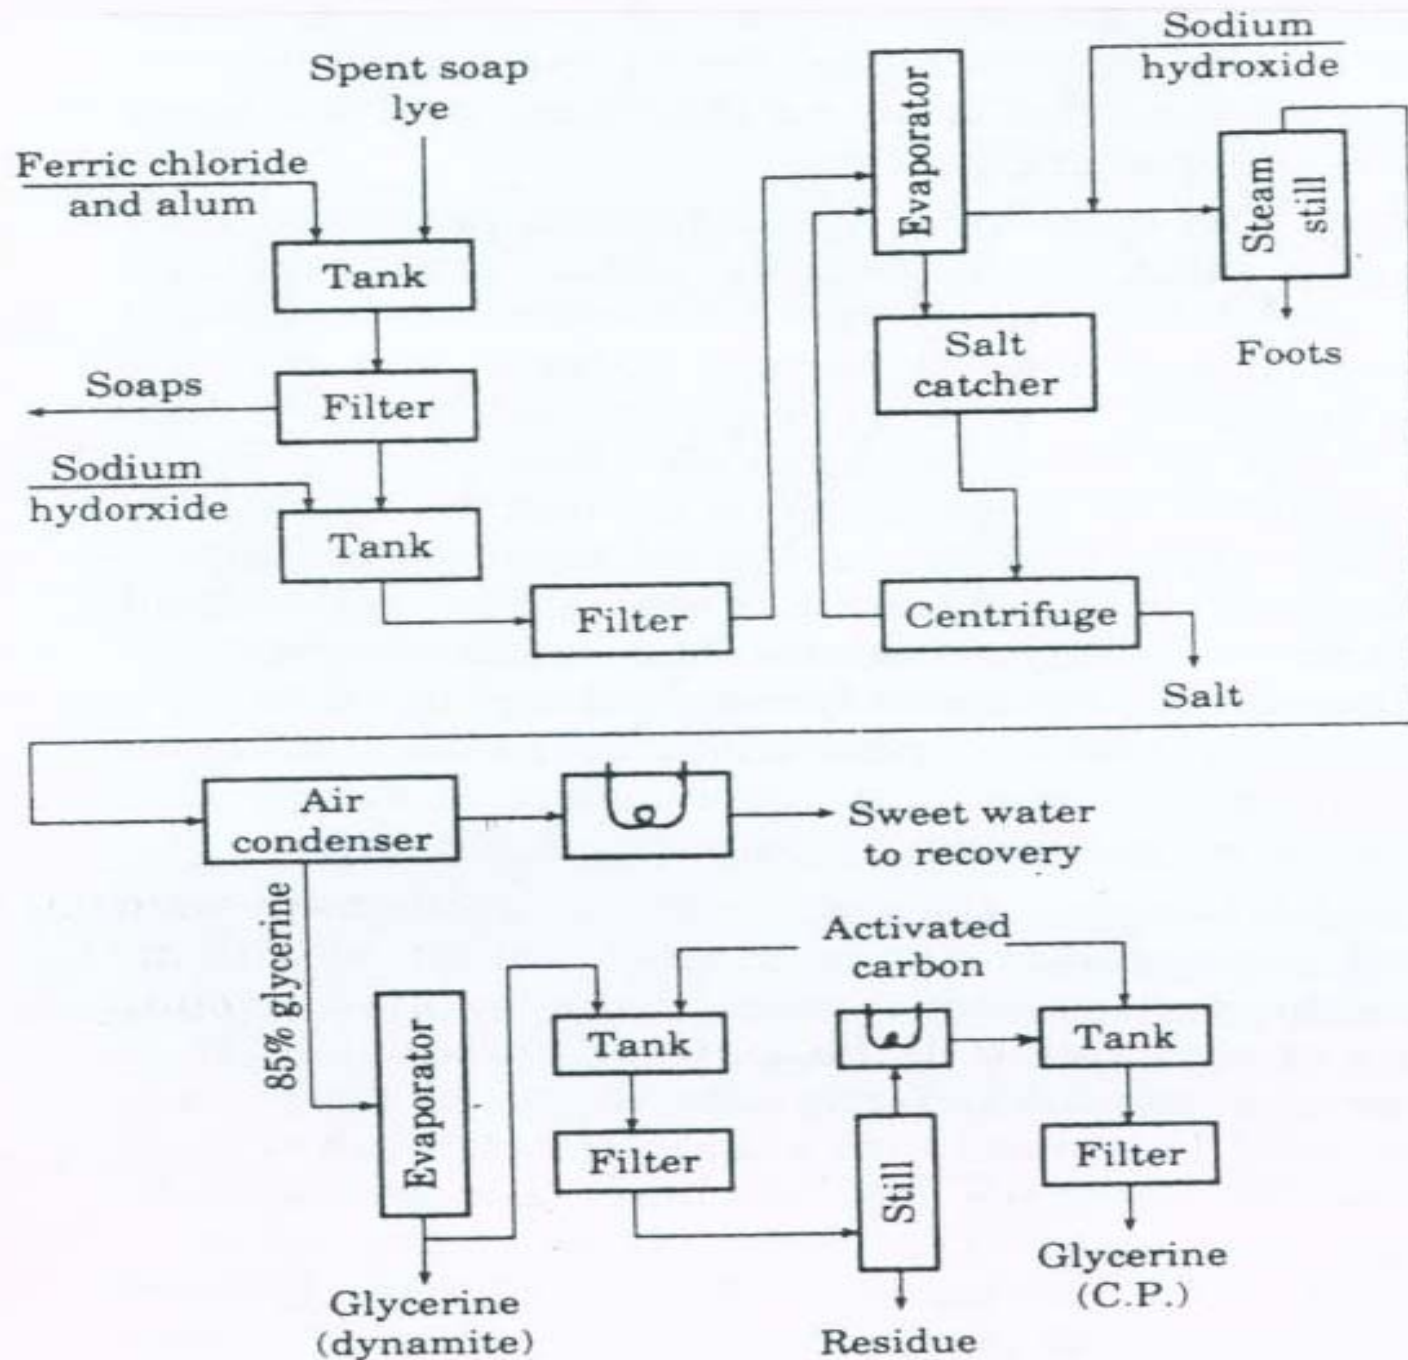 Spent soap
lye
Ferric chloride
and alum
Tank
Soaps
Filter
Sodium
hydorxide
Tank
Filter
Evaporator
Sodium
hydroxide
Steam
still
Foots
Salt
catcher
Centrifuge
Salt
Air
condenser
Sweet water
to recovery
85% glycerine
Evaporator
Glycerine
(dynamite)
Activated
carbon
Tank
Filter
Still
Residue
Tank
Filter
Glycerine
(C.P.)